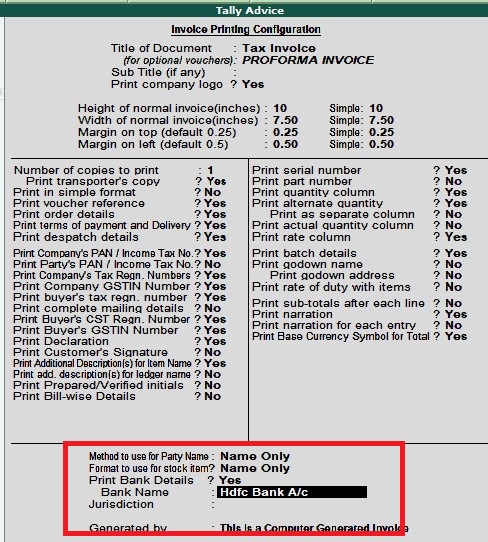 Tally Advice
Invoice Printing Configuration
Title of Document : Tax Invoice
(for optional vouchers): PROFORMA INVOICE
Sub Title (if any) :
Print company logo ? Yes
Height of normal invoice(inches) : 10 Simple: 10
Width of normal invoice(inches) : 7.50 Simple: 7.50
Margin on top (default 0.25) : 0.25 Simple: 0.25
Margin on left (default 0.5) : 0.50 Simple: 0.50
Number of copies to print : 1
Print transporter's copy ? Yes
Print in simple format ? No
Print voucher reference ? Yes
Print order details ? Yes
Print terms of payment and Delivery ? Yes
Print despatch details ? Yes
Print Company's PAN / Income Tax No.? Yes
Print Party's PAN / Income Tax No.? No
Print Company's Tax Regn. Numbers ? Yes
Print Company GSTIN Number ? Yes
Print buyer's tax regn. number ? Yes
Print complete mailing details ? No
Print Buyer's CST Regn. Number ? Yes
Print Buyer's GSTIN Number ? Yes
Print Declaration ? Yes
Print Customer's Signature ? No
Print Additional Description(s) for Item Name ? Yes
Print add. description(s) for ledger name ? No
Print Prepared/Verified initials ? No
Print Bill-wise Details ? No
Print serial number ? Yes
Print part number ? No
Print quantity column ? Yes
Print alternate quantity ? Yes
Print as separate column ? No
Print actual quantity column ? No
Print rate column ? Yes
Print batch details ? Yes
Print godown name ? No
Print godown address ? No
Print rate of duty with items ? No
Print sub-totals after each line ? No
Print narration ? Yes
Print narration for each entry ? No
Print Base Currency Symbol for Total ? Yes
Method to use for Party Name : Name Only
Format to use for stock item? Name Only
Print Bank Details ? Yes
Bank Name : Hdfc Bank A/c
Jurisdiction :
Generated by : This is a Computer Generated Invoice